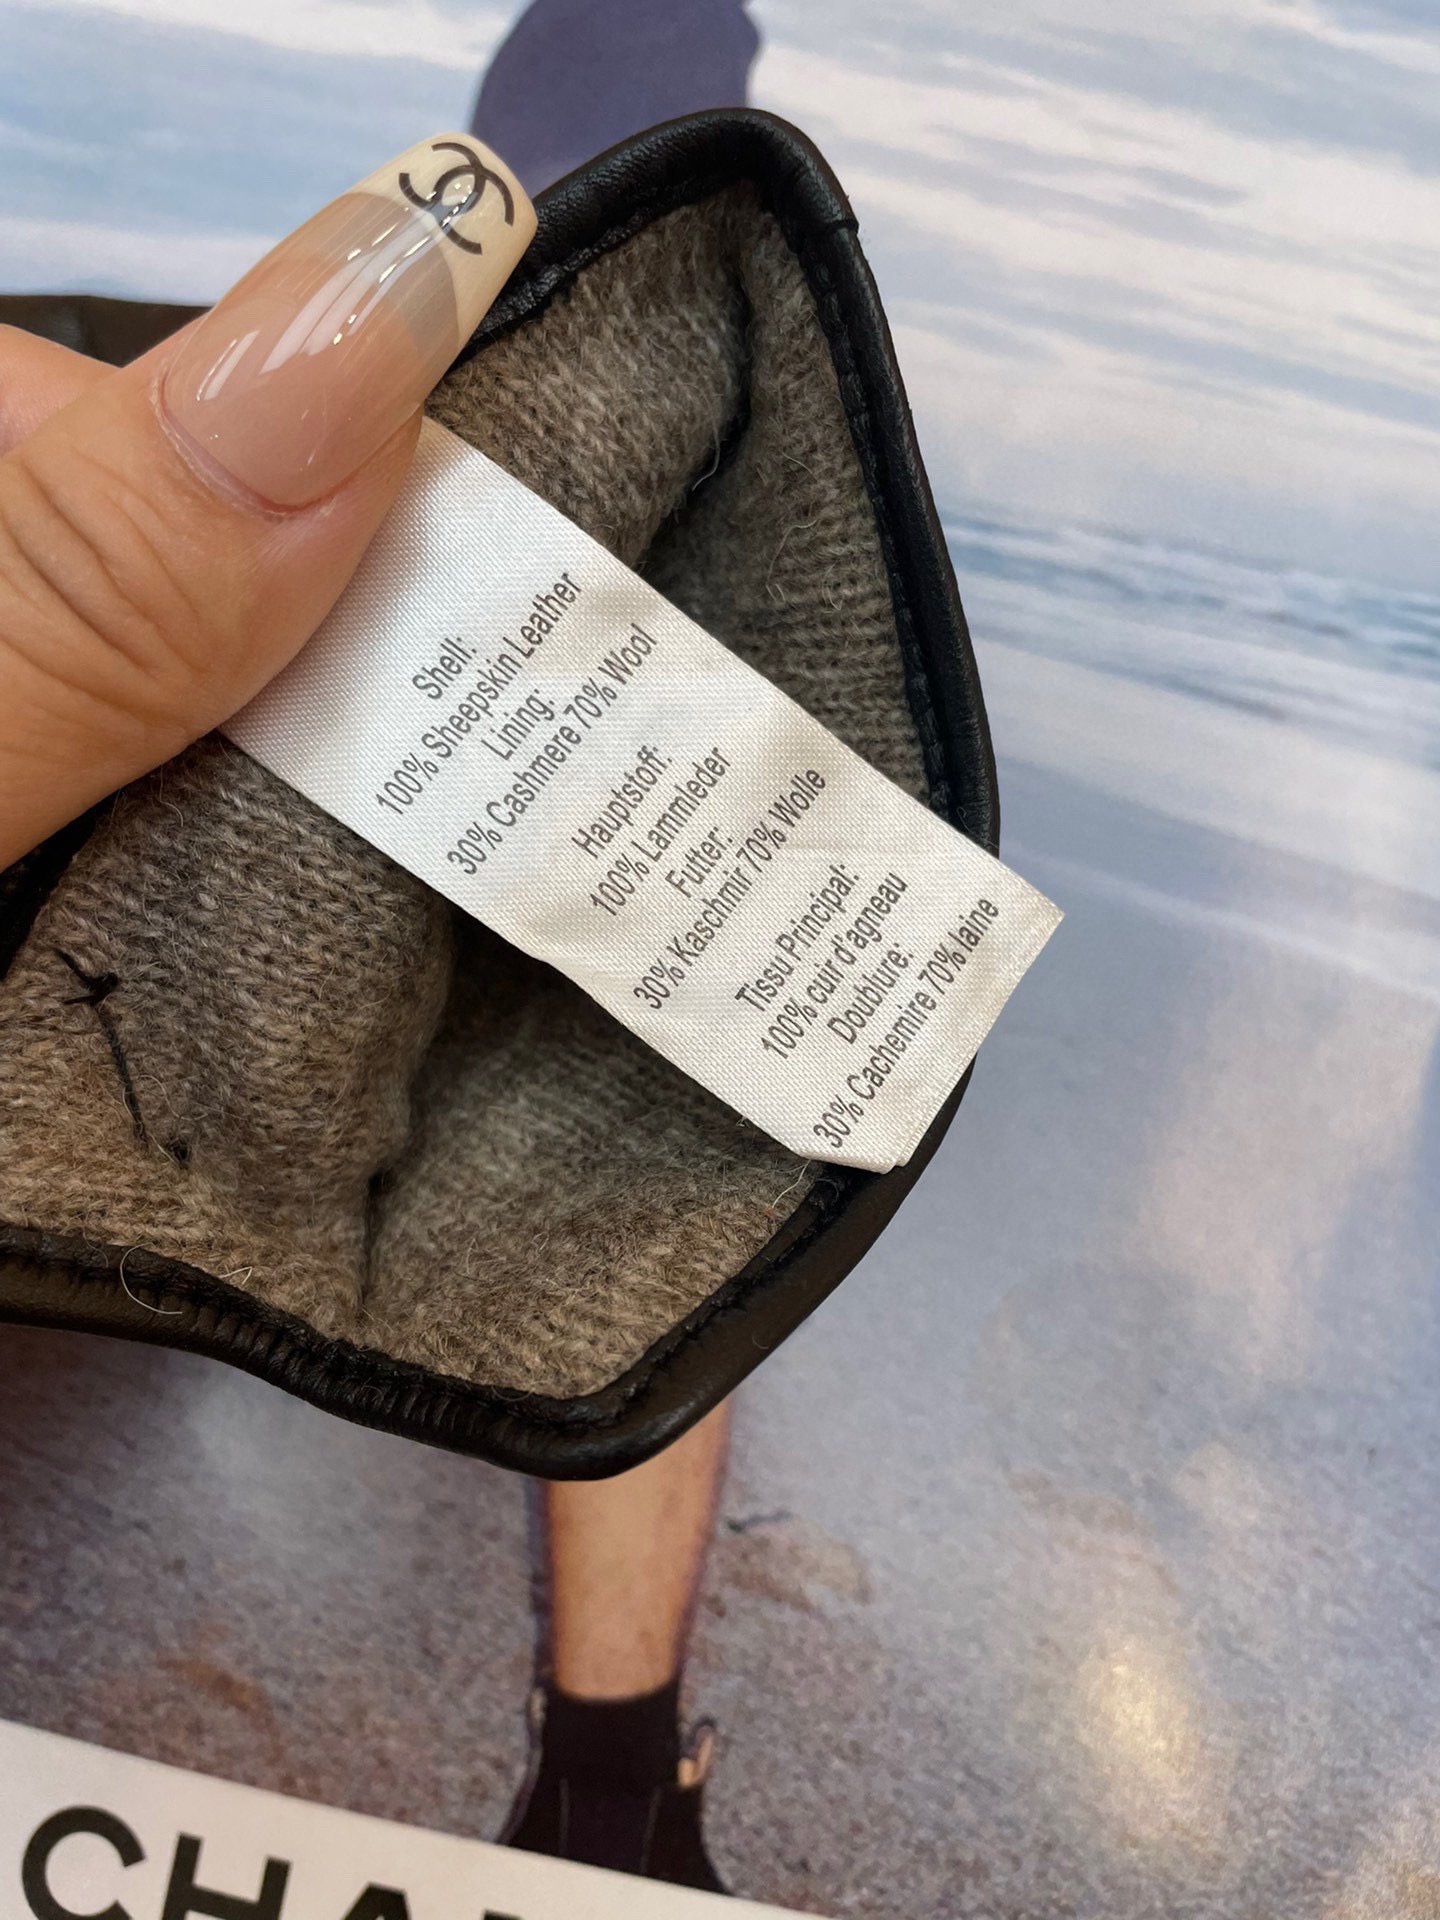 Shell:
100% Sheepskin Leather
Lining:
30% Cashmere 70% Wool
Hauptstoff:
100% Lammleder
Futter:
30% Kaschmir 70% Wolle
Tissu Principal:
100% cuir d'agneau
Doublure:
30% Cachemire 70% laine
CHA